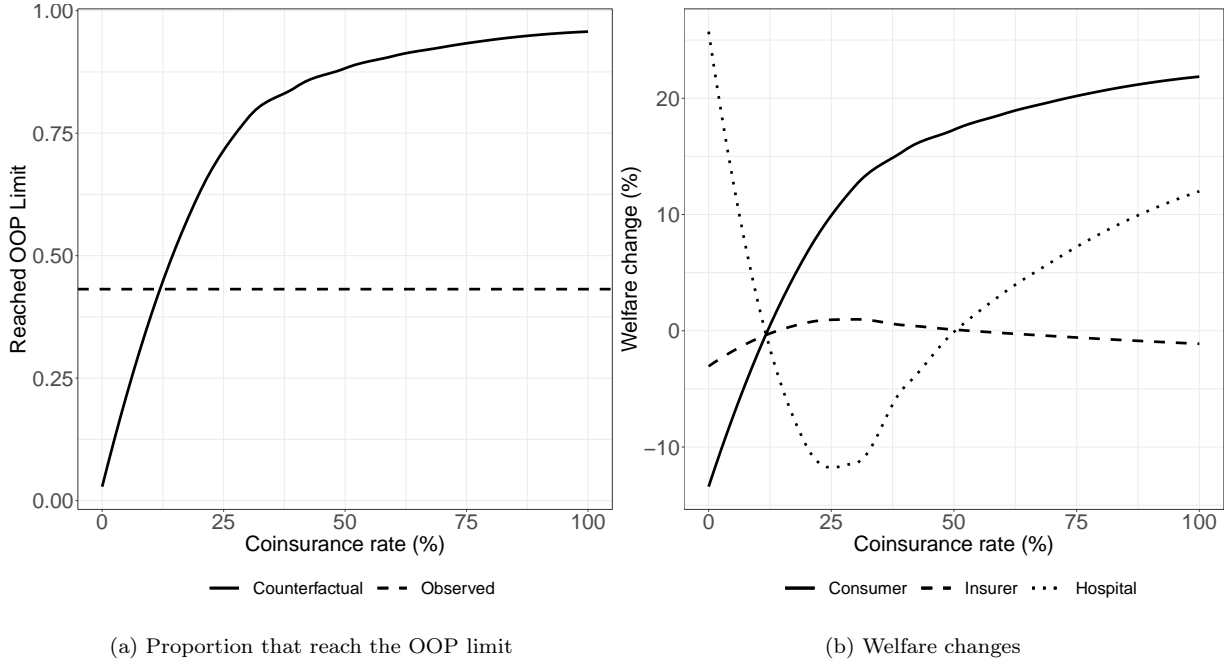 1.00
0.75
0.50
0.25
0.00
Reached OOP Limit
0 25 50 75 100
Coinsurance rate (%)
Counterfactual Observed
(a) Proportion that reach the OOP limit
20
10
0
−10
Welfare change (%)
0 25 50 75 100
Coinsurance rate (%)
Consumer Insurer Hospital
(b) Welfare changes